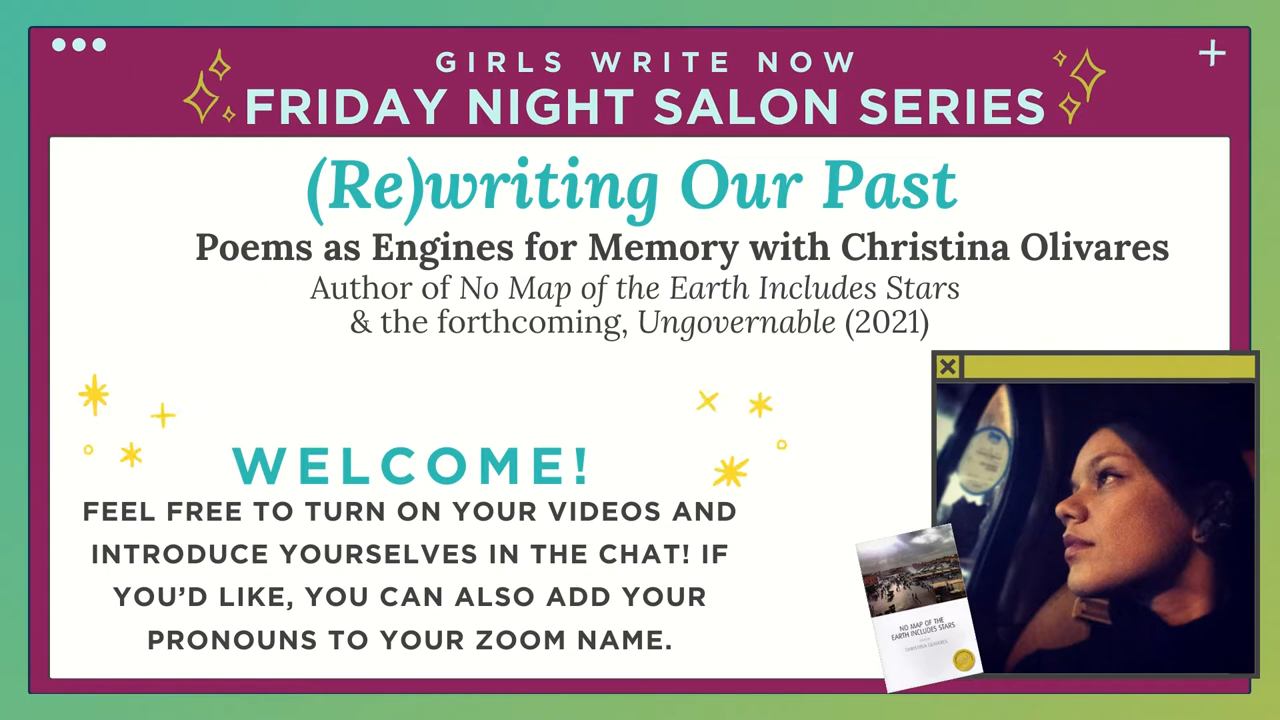 GIRLS WRITE NOW
FRIDAY NIGHT SALON SERIES
(Re)writing Our Past
Poems as Engines for Memory with Christina Olivares
Author of No Map of the Earth Includes Stars
& the forthcoming, Ungovernable (2021)
WELCOME!
FEEL FREE TO TURN ON YOUR VIDEOS AND
INTRODUCE YOURSELVES IN THE CHAT! IF
YOU’D LIKE, YOU CAN ALSO ADD YOUR
PRONOUNS TO YOUR ZOOM NAME.
NO MAP OF THE
EARTH INCLUDES STARS
CHRISTINA OLIVARES